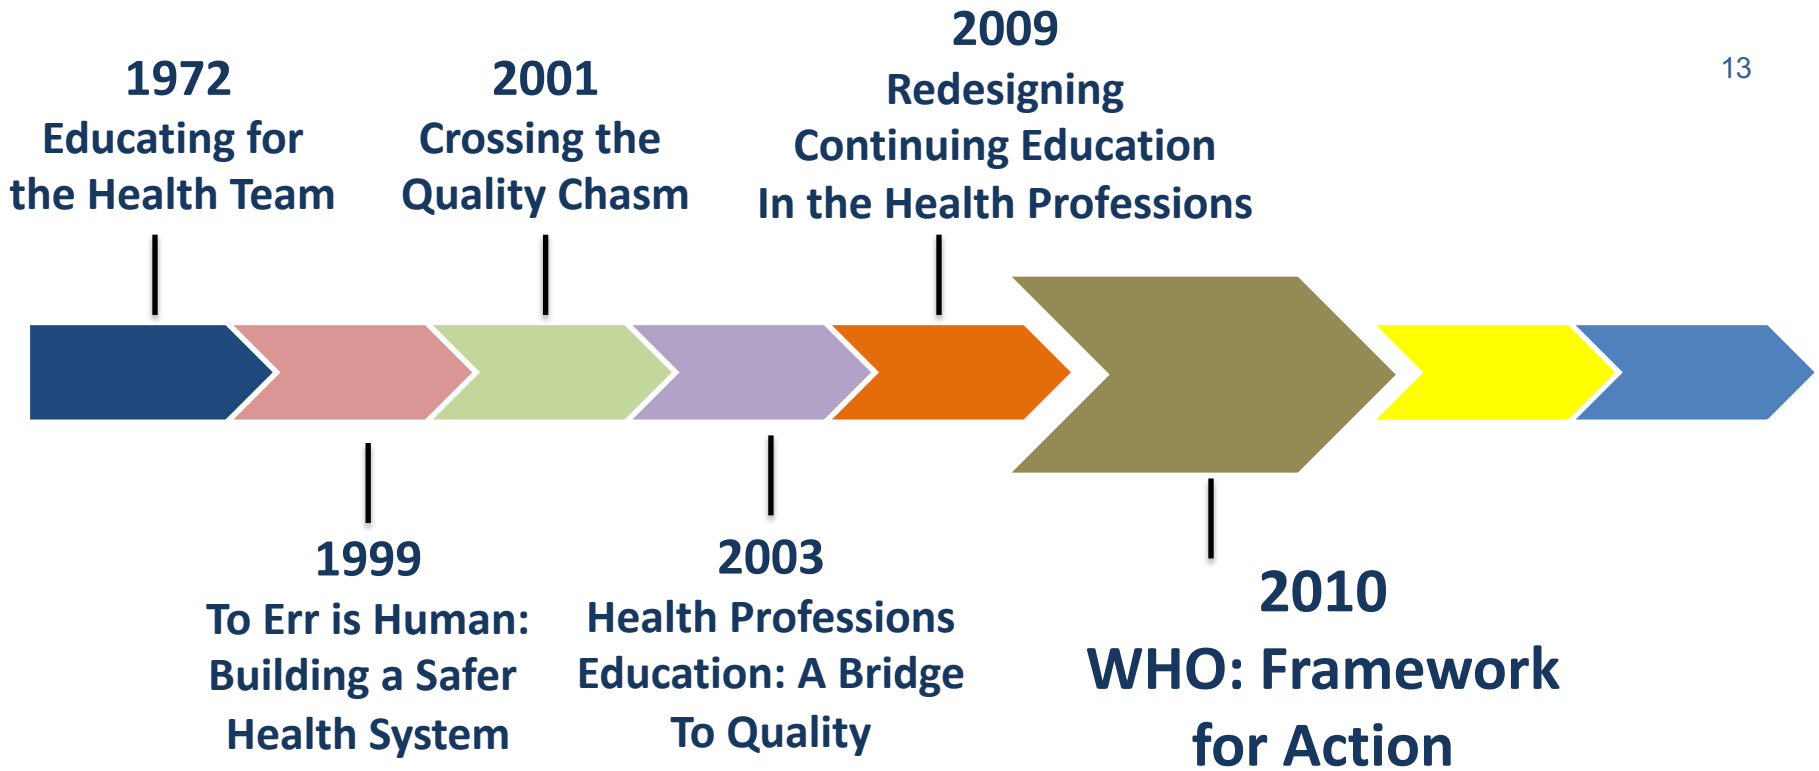 1972
Educating for
the Health Team
2001
Crossing the
Quality Chasm
2009
Redesigning
Continuing Education
In the Health Professions
13
1999
To Err is Human:
Building a Safer
Health System
2003
Health Professions
Education: A Bridge
To Quality
2010
WHO: Framework
for Action